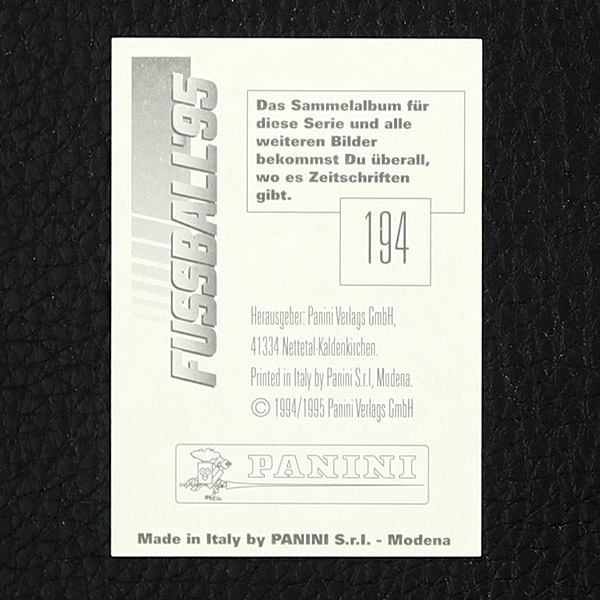 FUSSBALL'95
Das Sammelalbum für
diese Serie und alle
weiteren Bilder
bekommst Du überall,
wo es Zeitschriften
gibt.
194
Herausgeber: Panini Verlags GmbH,
41334 Nettetal-Kaldenkirchen.
Printed in Italy by Panini S.r.l, Modena.
© 1994/1995 Panini Verlags GmbH
PANINI
Made in Italy by PANINI S.r.l. - Modena